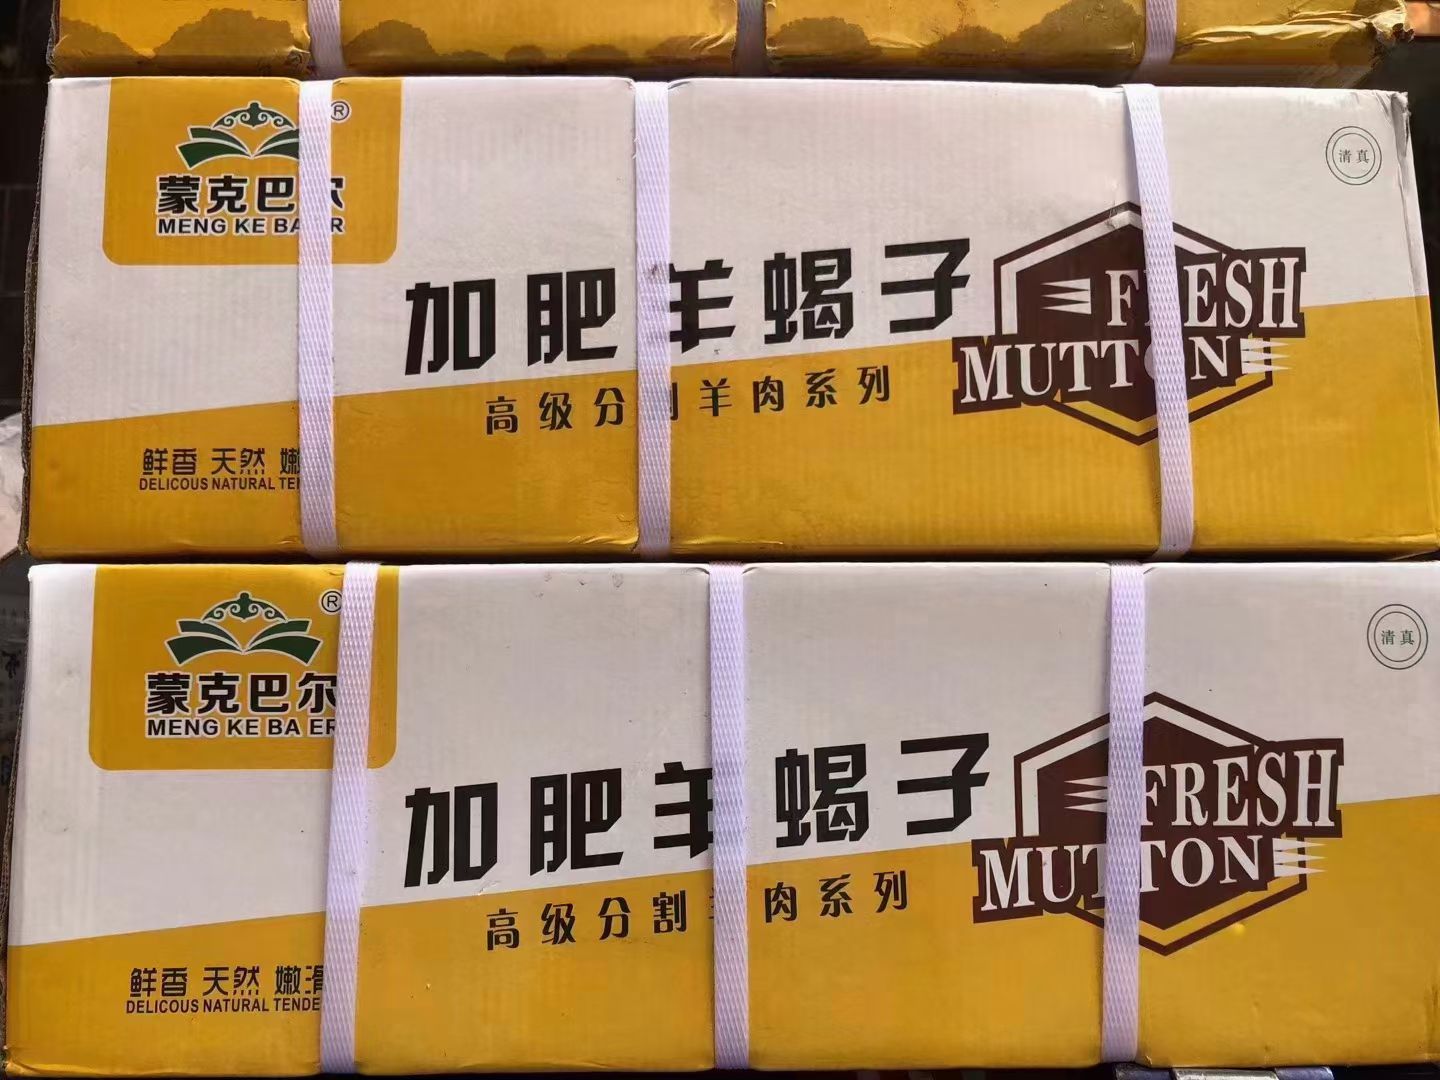 ®
蒙克巴尔
MENG KE BA ER
清真
加肥羊蝎子
FRESH
MUTTON
高级分割羊肉系列
鲜香 天然 嫩
DELICOUS NATURAL TEN
®
蒙克巴尔
MENG KE BA ER
清真
加肥羊蝎子
FRESH
MUTTON
高级分割羊肉系列
鲜香 天然 嫩滑
DELICOUS NATURAL TENDE